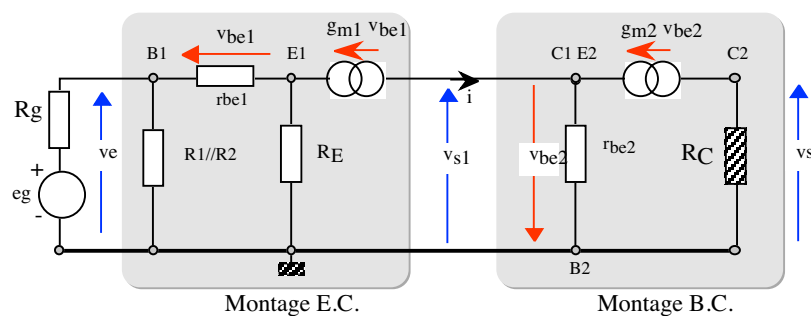 gm1 vbe1
gm2 vbe2
vbe1
B1
E1
C1 E2
C2
i
rbe1
Rg
ve
R1//R2
RE
vs1
vbe2
rbe2
RC
vs
+
eg
-
B2
Montage E.C.
Montage B.C.